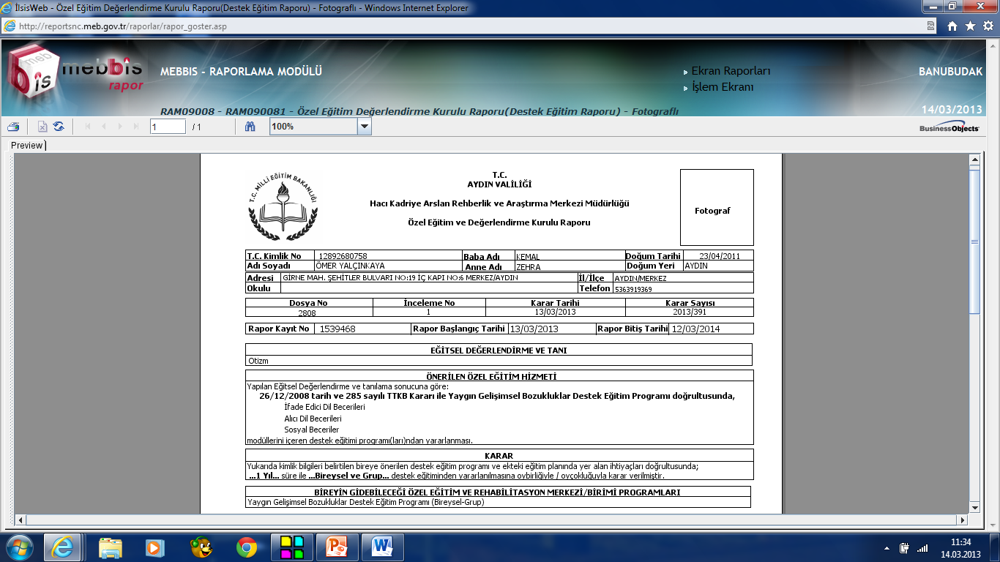 İlsisWeb - Özel Eğitim Değerlendirme Kurulu Raporu(Destek Eğitim Raporu) - Fotograflı - Windows Internet Explorer
http://reportsnc.meb.gov.tr/raporlar/rapor_goster.asp
mebbis rapor
MEBBIS - RAPORLAMA MODÜLÜ
Ekran Raporları
İşlem Ekranı
BANUBUDAK
RAM09008 - RAM090081 - Özel Eğitim Değerlendirme Kurulu Raporu(Destek Eğitim Raporu) - Fotograflı
14/03/2013
1 / 1 100%
BusinessObjects
Preview
T.C. MİLLİ EĞİTİM BAKANLIĞI
T.C.
AYDIN VALİLİĞİ
Hacı Kadriye Arslan Rehberlik ve Araştırma Merkezi Müdürlüğü
Özel Eğitim ve Değerlendirme Kurulu Raporu
Fotograf
T.C. Kimlik No 12892680758 Baba Adı KEMAL Doğum Tarihi 23/04/2011
Adı Soyadı ÖMER YALÇINKAYA Anne Adı ZEHRA Doğum Yeri AYDIN
Adresi GİRNE MAH. ŞEHİTLER BULVARI NO:19 İÇ KAPI NO:6 MERKEZ/AYDIN İl/İlçe AYDIN/MERKEZ
Okulu Telefon 5363919369
Dosya No İnceleme No Karar Tarihi Karar Sayısı
2808 1 13/03/2013 2013/391
Rapor Kayıt No 1539468 Rapor Başlangıç Tarihi 13/03/2013 Rapor Bitiş Tarihi 12/03/2014
EĞİTSEL DEĞERLENDİRME VE TANI
Otizm
ÖNERİLEN ÖZEL EĞİTİM HİZMETİ
Yapılan Eğitsel Değerlendirme ve tanılama sonucuna göre:
26/12/2008 tarih ve 285 sayılı TTKB Kararı ile Yaygın Gelişimsel Bozukluklar Destek Eğitim Programı doğrultusunda,
İfade Edici Dil Becerileri
Alıcı Dil Becerileri
Sosyal Beceriler
modüllerini içeren destek eğitimi programı(ları)ndan yararlanması.
KARAR
Yukarıda kimlik bilgileri belirtilen bireye önerilen destek eğitim programı ve ekteki eğitim planında yer alan ihtiyaçları doğrultusunda;
...1 Yıl... süre ile ...Bireysel ve Grup... destek eğitiminden yararlanılmasına oybirliğiyle / oyçokluğuyla karar verilmiştir.
BİREYİN GİDEBİLECEĞİ ÖZEL EĞİTİM VE REHABİLİTASYON MERKEZİ/BİRİMİ PROGRAMLARI
Yaygın Gelişimsel Bozukluklar Destek Eğitim Programı (Bireysel-Grup)
11:34
14.03.2013